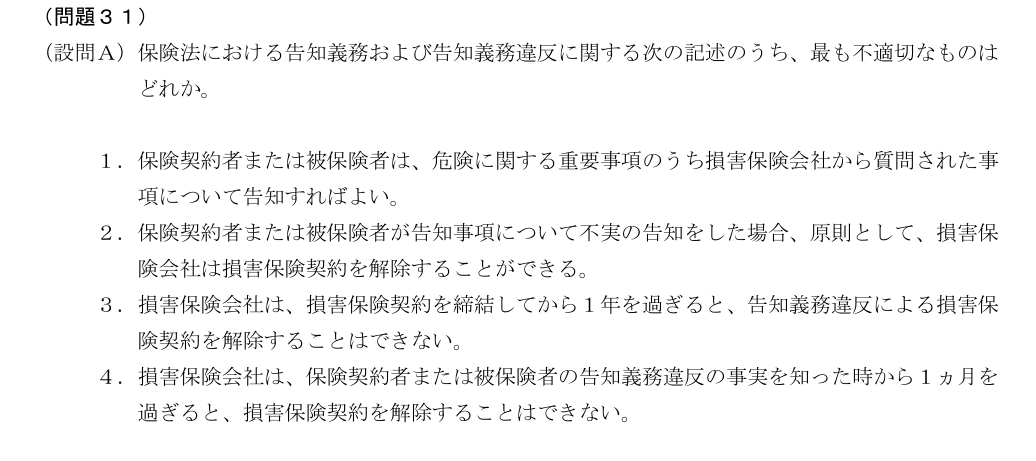 （問題３１）
（設問Ａ）保険法における告知義務および告知義務違反に関する次の記述のうち、最も不適切なものは
どれか。
１．保険契約者または被保険者は、危険に関する重要事項のうち損害保険会社から質問された事
項について告知すればよい。
２．保険契約者または被保険者が告知事項について不実の告知をした場合、原則として、損害保
険会社は損害保険契約を解除することができる。
３．損害保険会社は、損害保険契約を締結してから１年を過ぎると、告知義務違反による損害保
険契約を解除することはできない。
４．損害保険会社は、保険契約者または被保険者の告知義務違反の事実を知った時から１ヵ月を
過ぎると、損害保険契約を解除することはできない。